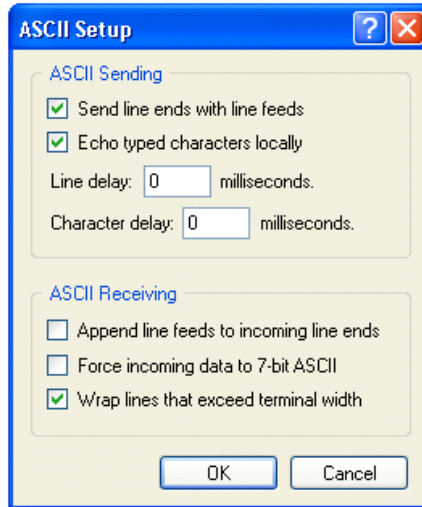 ASCII Setup
ASCII Sending
Send line ends with line feeds
Echo typed characters locally
Line delay: 0 milliseconds.
Character delay: 0 milliseconds.
ASCII Receiving
Append line feeds to incoming line ends
Force incoming data to 7-bit ASCII
Wrap lines that exceed terminal width
OK Cancel